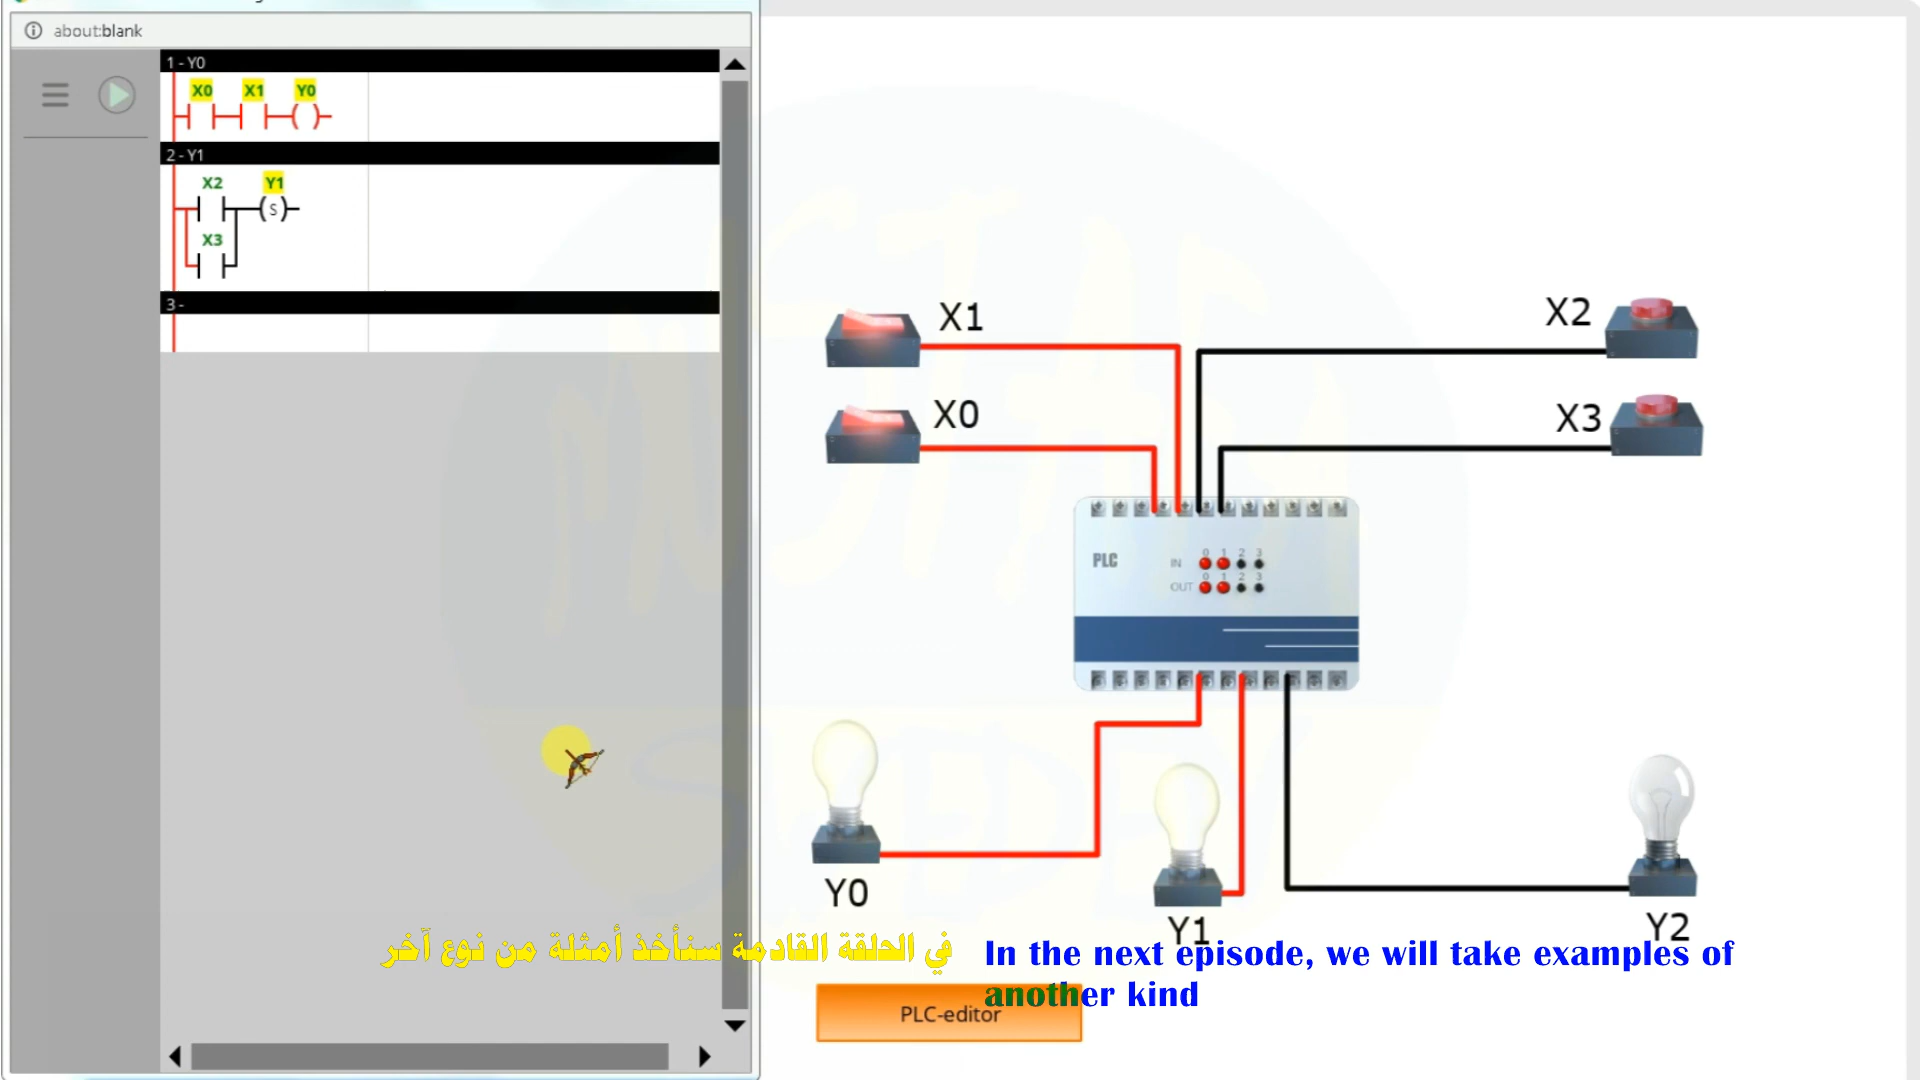 about:blank
1 - Y0
X0 X1 Y0
2 - Y1
X2 Y1
S
X3
3 -
X1
X0
X2
X3
PLC
0 1 2 3
IN
0 1 2 3
OUT
Y0
Y1
Y2
في الحلقة القادمة سنأخذ أمثلة من نوع آخر
In the next episode, we will take examples of
another kind
PLC-editor